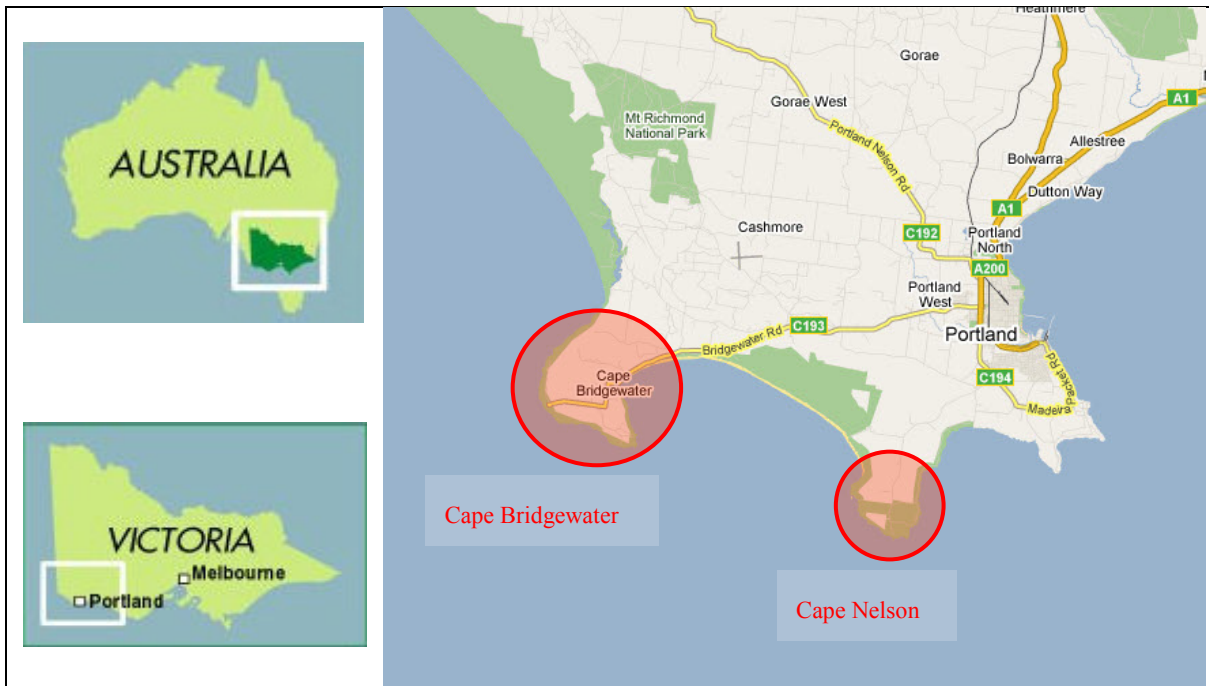 AUSTRALIA
VICTORIA
Melbourne
Portland
Heathmere
Gorae
Gorae West
A1
Mt Richmond
National Park
Portland Nelson Rd
Allestree
Bolwarra
Dutton Way
A1
Cashmore
C192
Portland
North
A200
Portland
West
C193
Bridgewater Rd
Portland
Cape
Bridgewater
C194
Packet Rd
Madeira
Cape Bridgewater
Cape Nelson